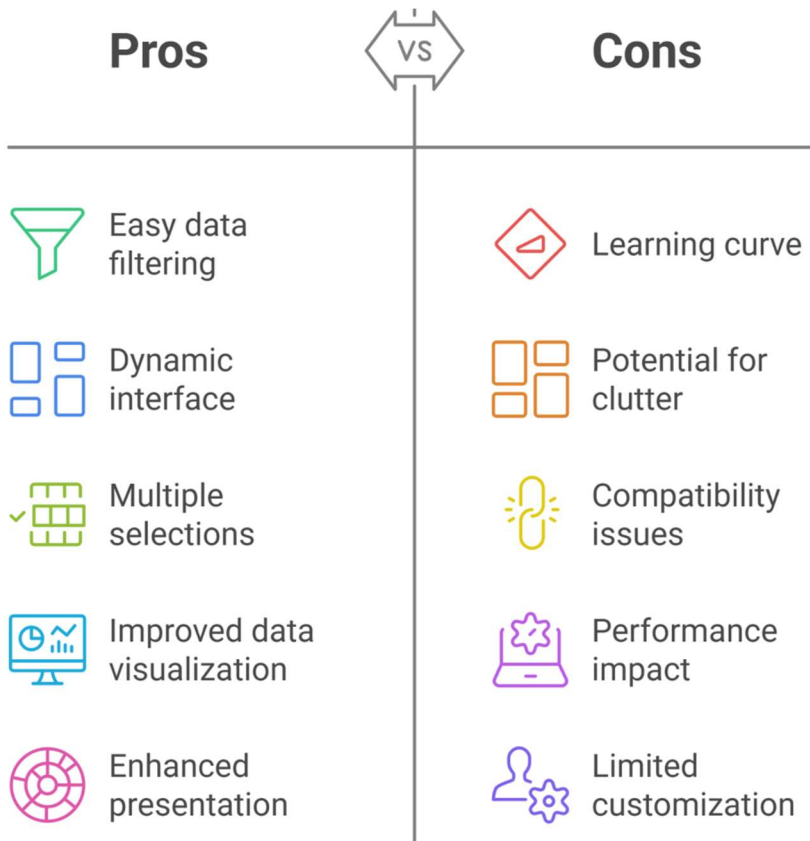 Pros
VS
Cons
Easy data
filtering
Learning curve
Dynamic
interface
Potential for
clutter
Multiple
selections
Compatibility
issues
Improved data
visualization
Performance
impact
Enhanced
presentation
Limited
customization